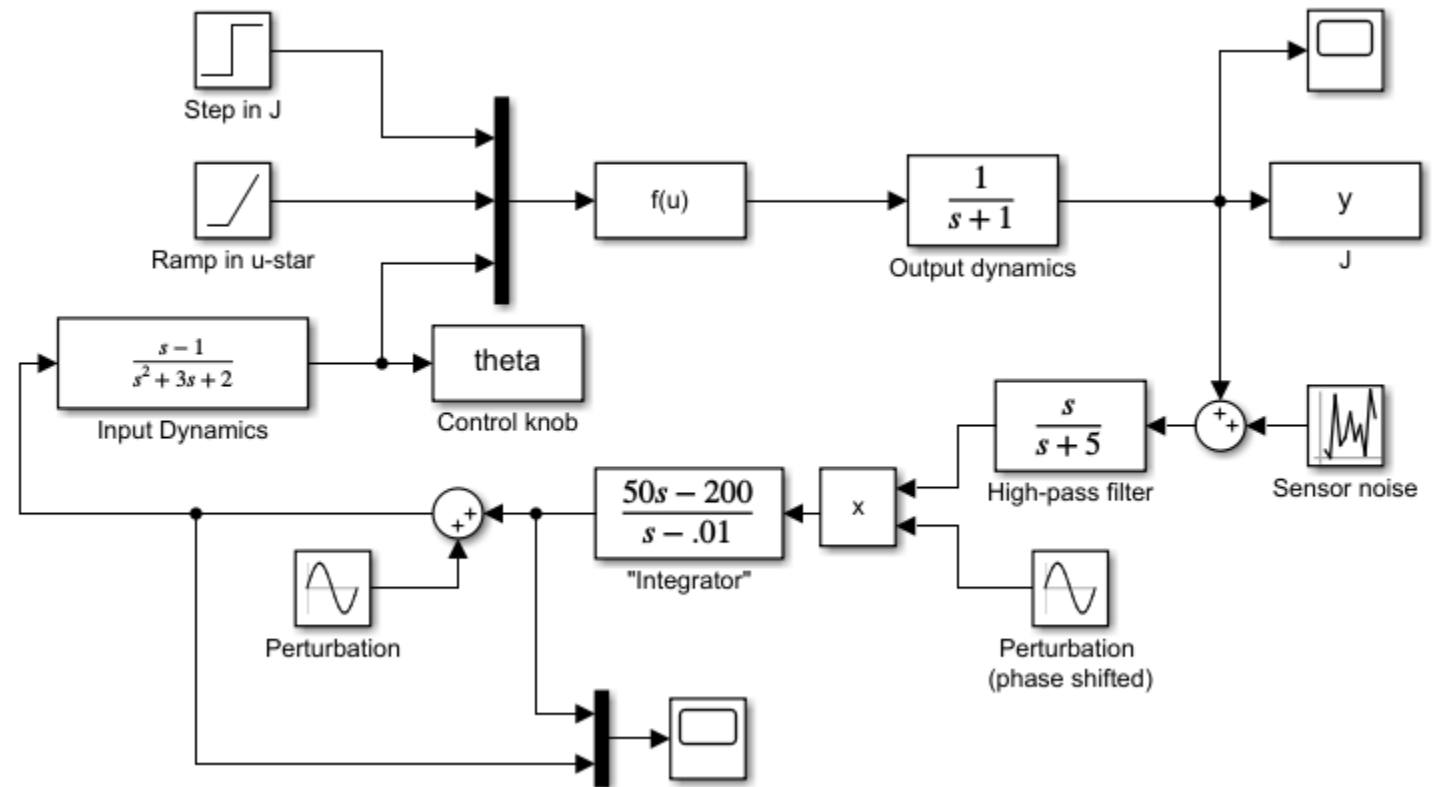 Step in J
Ramp in u-star
f(u)
1
s + 1
Output dynamics
y
J
s − 1
s² + 3s + 2
Input Dynamics
theta
Control knob
s
s + 5
High-pass filter
+
+
Sensor noise
50s − 200
s − .01
"Integrator"
x
+
+
Perturbation
Perturbation
(phase shifted)